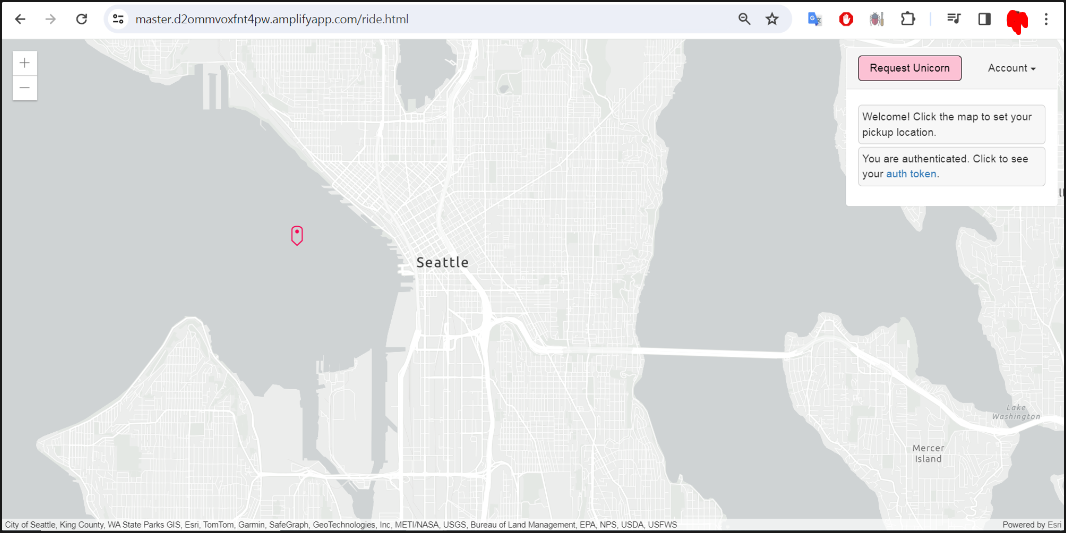 master.d2ommvoxfnt4pw.amplifyapp.com/ride.html
Request Unicorn
Account
Welcome! Click the map to set your
pickup location.
You are authenticated. Click to see
your auth token.
Seattle
Lake
Washington
Mercer
Island
City of Seattle, King County, WA State Parks GIS, Esri, TomTom, Garmin, SafeGraph, GeoTechnologies, Inc, METI/NASA, USGS, Bureau of Land Management, EPA, NPS, USDA, USFWS
Powered by Esri